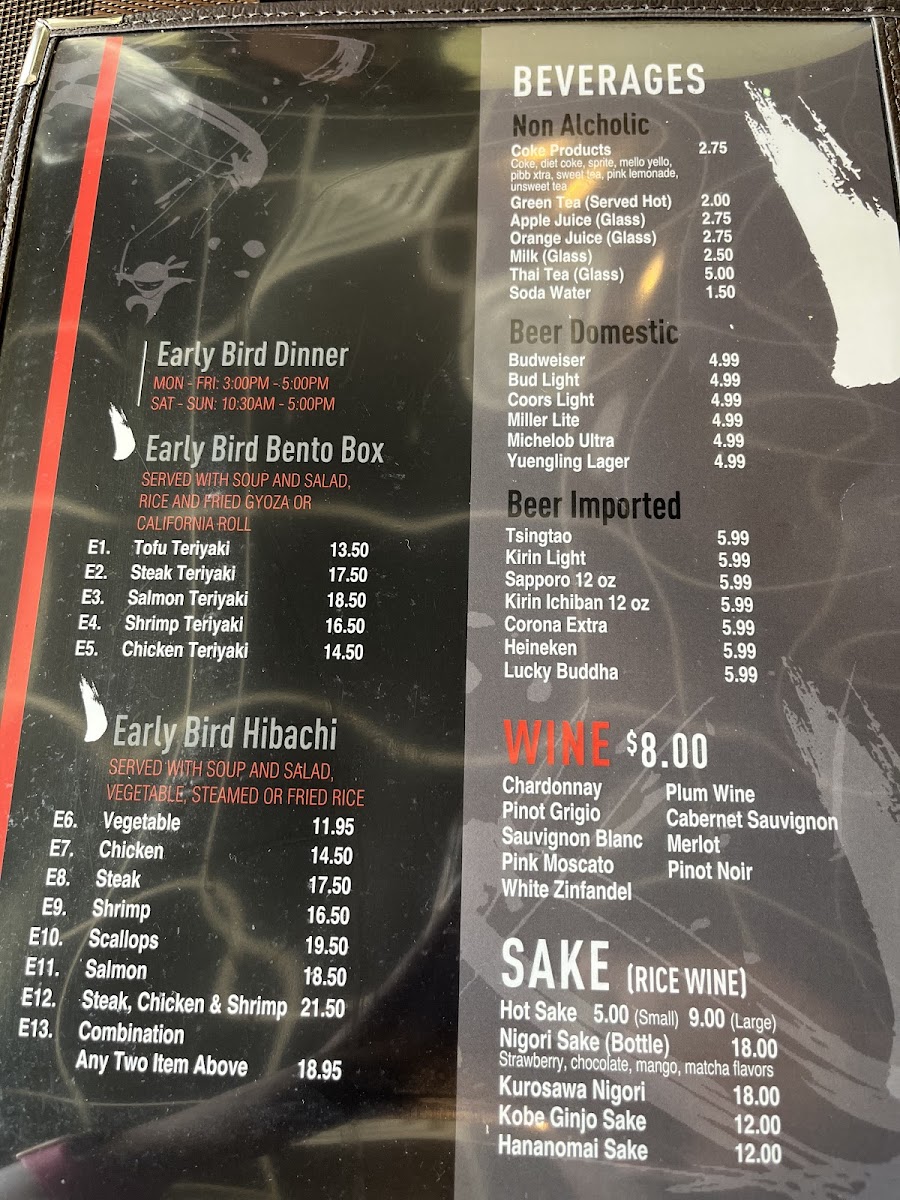 Early Bird Dinner
MON - FRI: 3:00PM - 5:00PM
SAT - SUN: 10:30AM - 5:00PM
Early Bird Bento Box
SERVED WITH SOUP AND SALAD,
RICE AND FRIED GYOZA OR
CALIFORNIA ROLL
E1. Tofu Teriyaki 13.50
E2. Steak Teriyaki 17.50
E3. Salmon Teriyaki 18.50
E4. Shrimp Teriyaki 16.50
E5. Chicken Teriyaki 14.50
Early Bird Hibachi
SERVED WITH SOUP AND SALAD,
VEGETABLE, STEAMED OR FRIED RICE
E6. Vegetable 11.95
E7. Chicken 14.50
E8. Steak 17.50
E9. Shrimp 16.50
E10. Scallops 19.50
E11. Salmon 18.50
E12. Steak, Chicken & Shrimp 21.50
E13. Combination
Any Two Item Above 18.95
BEVERAGES
Non Alcholic
Coke Products 2.75
Coke, diet coke, sprite, mello yello,
pibb xtra, sweet tea, pink lemonade,
unsweet tea
Green Tea (Served Hot) 2.00
Apple Juice (Glass) 2.75
Orange Juice (Glass) 2.75
Milk (Glass) 2.50
Thai Tea (Glass) 5.00
Soda Water 1.50
Beer Domestic
Budweiser 4.99
Bud Light 4.99
Coors Light 4.99
Miller Lite 4.99
Michelob Ultra 4.99
Yuengling Lager 4.99
Beer Imported
Tsingtao 5.99
Kirin Light 5.99
Sapporo 12 oz 5.99
Kirin Ichiban 12 oz 5.99
Corona Extra 5.99
Heineken 5.99
Lucky Buddha 5.99
WINE $8.00
Chardonnay Plum Wine
Pinot Grigio Cabernet Sauvignon
Sauvignon Blanc Merlot
Pink Moscato Pinot Noir
White Zinfandel
SAKE (RICE WINE)
Hot Sake 5.00 (Small) 9.00 (Large)
Nigori Sake (Bottle) 18.00
Strawberry, chocolate, mango, matcha flavors
Kurosawa Nigori 18.00
Kobe Ginjo Sake 12.00
Hananomai Sake 12.00